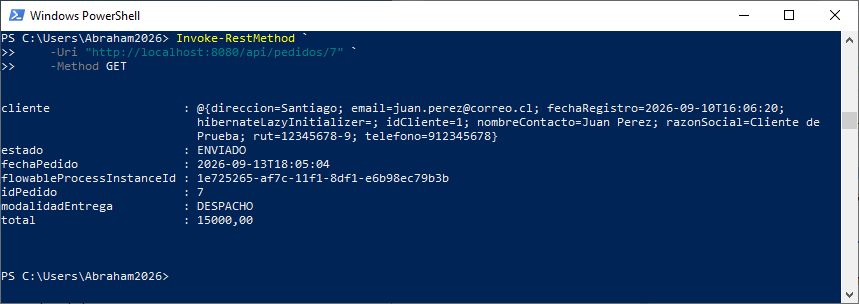 Windows PowerShell
PS C:\Users\Abraham2026> Invoke-RestMethod `
>>     -Uri "http://localhost:8080/api/pedidos/7" `
>>     -Method GET
cliente                   : @{direccion=Santiago; email=juan.perez@correo.cl; fechaRegistro=2026-09-10T16:06:20;
                            hibernateLazyInitializer=; idCliente=1; nombreContacto=Juan Perez; razonSocial=Cliente de
                            Prueba; rut=12345678-9; telefono=912345678}
estado                    : ENVIADO
fechaPedido               : 2026-09-13T18:05:04
flowableProcessInstanceId : 1e725265-af7c-11f1-8df1-e6b98ec79b3b
idPedido                  : 7
modalidadEntrega          : DESPACHO
total                     : 15000,00
PS C:\Users\Abraham2026>